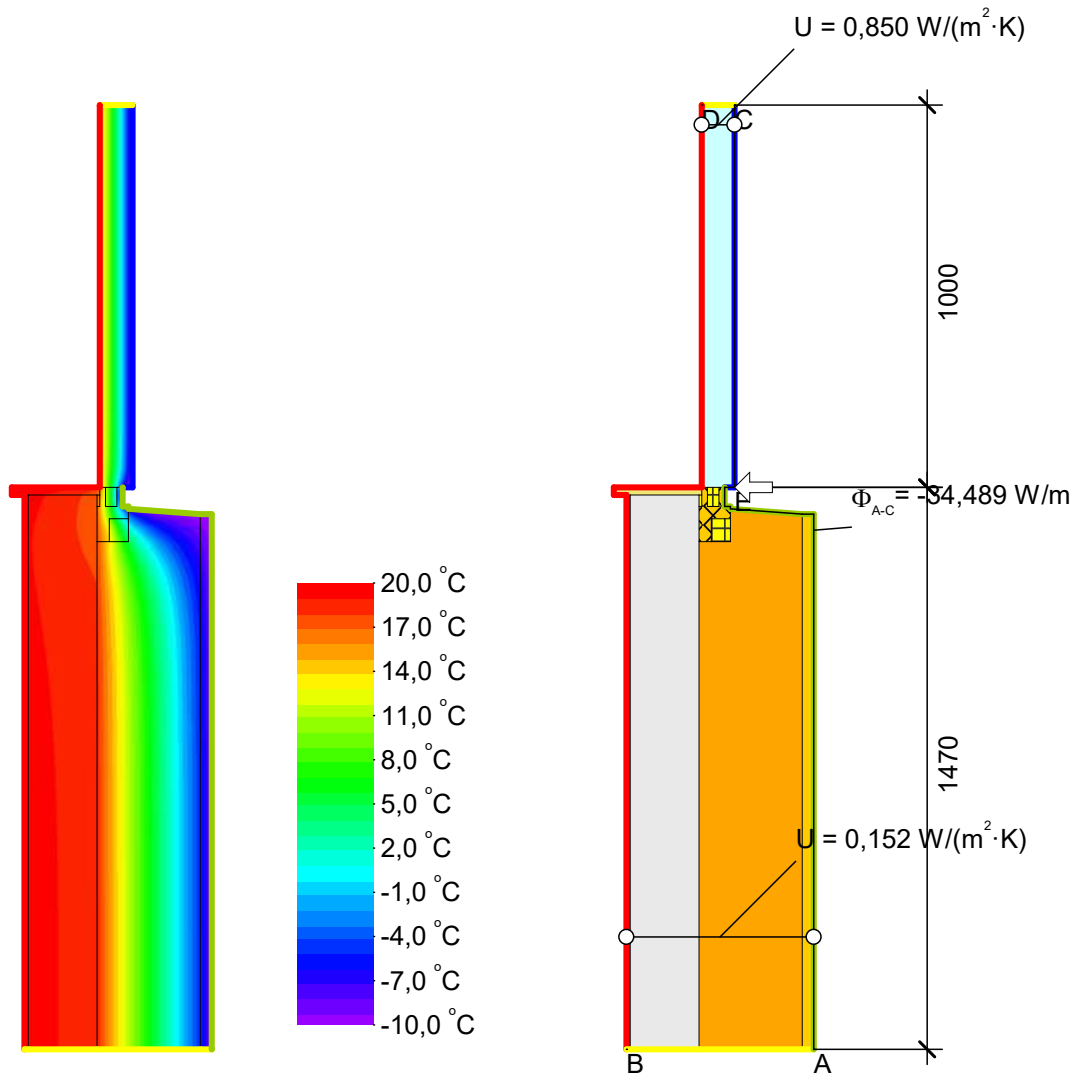 U = 0,850 W/(m²·K)
D C
1000
E
ΦA-C = -34,489 W/m
20,0 °C
17,0 °C
14,0 °C
11,0 °C
8,0 °C
5,0 °C
2,0 °C
-1,0 °C
-4,0 °C
-7,0 °C
-10,0 °C
1470
U = 0,152 W/(m²·K)
B A